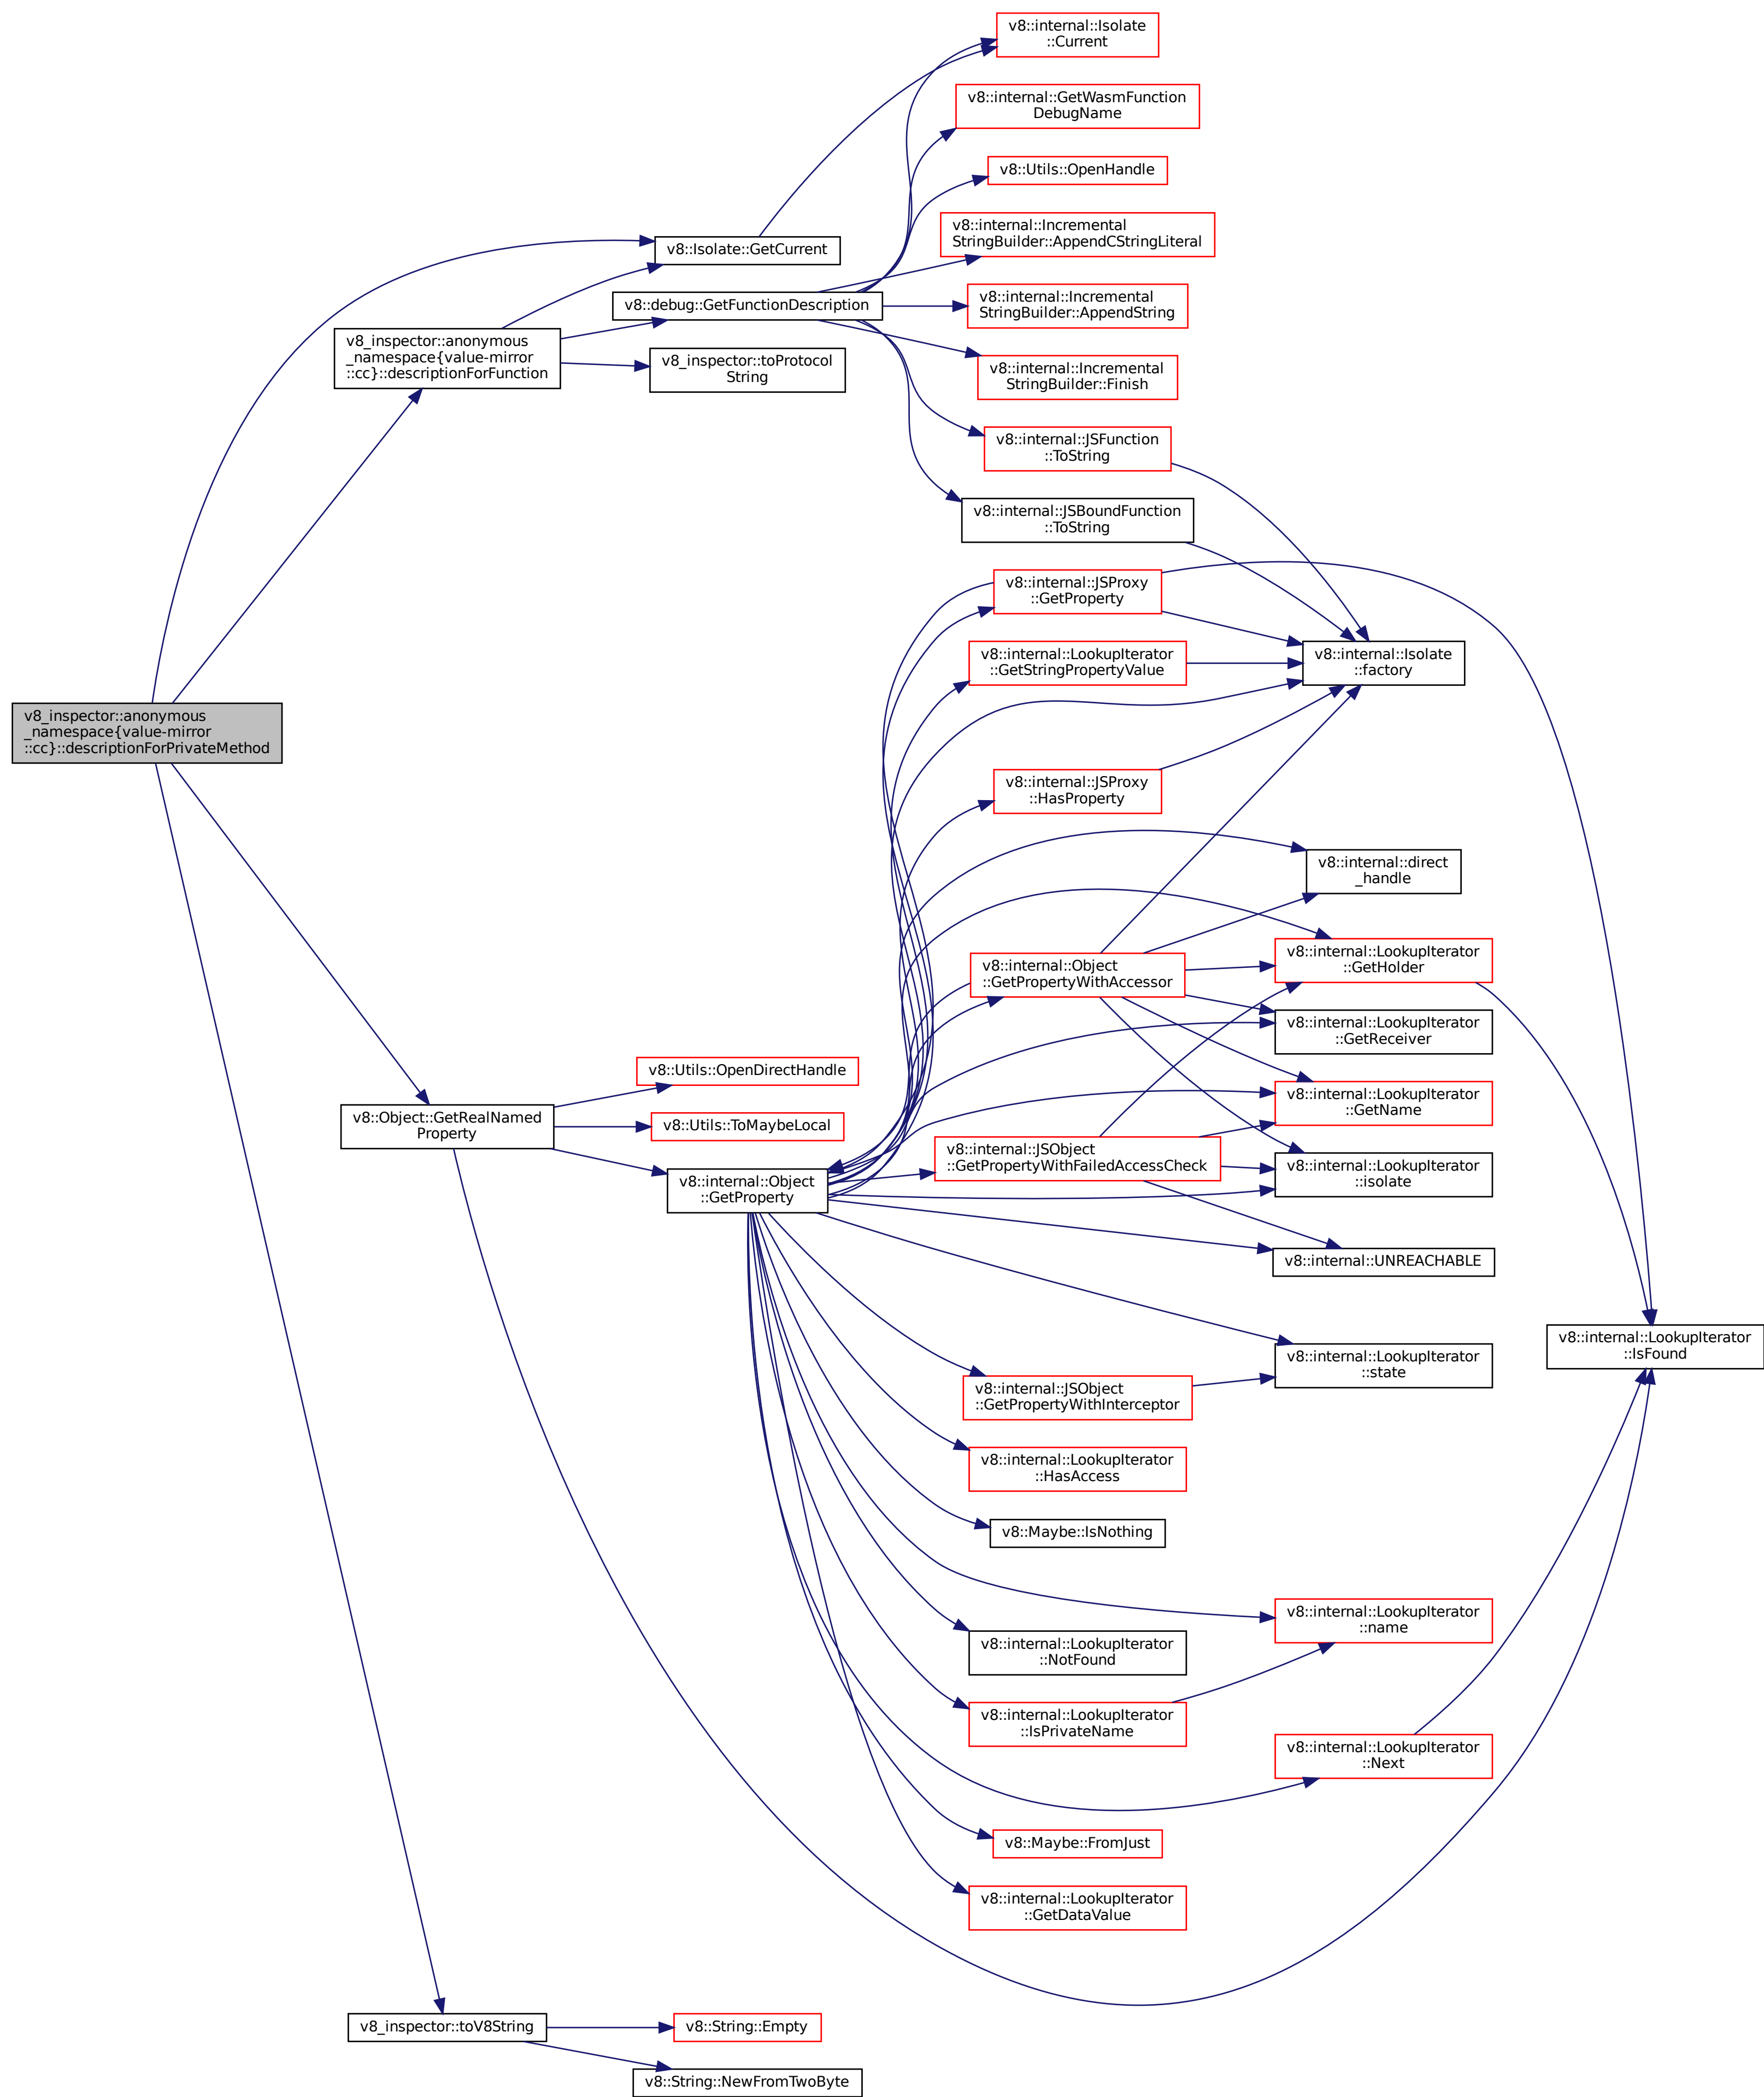 v8::internal::Isolate
::Current
v8::internal::GetWasmFunction
DebugName
v8::Utils::OpenHandle
v8::internal::Incremental
StringBuilder::AppendCStringLiteral
v8::Isolate::GetCurrent
v8::debug::GetFunctionDescription
v8::internal::Incremental
StringBuilder::AppendString
v8_inspector::anonymous
_namespace{value-mirror
::cc}::descriptionForFunction
v8_inspector::toProtocol
String
v8::internal::Incremental
StringBuilder::Finish
v8::internal::JSFunction
::ToString
v8::internal::JSBoundFunction
::ToString
v8::internal::JSProxy
::GetProperty
v8::internal::LookupIterator
::GetStringPropertyValue
v8::internal::Isolate
::factory
v8_inspector::anonymous
_namespace{value-mirror
::cc}::descriptionForPrivateMethod
v8::internal::JSProxy
::HasProperty
v8::internal::direct
_handle
v8::internal::Object
::GetPropertyWithAccessor
v8::internal::LookupIterator
::GetHolder
v8::internal::LookupIterator
::GetReceiver
v8::Utils::OpenDirectHandle
v8::internal::LookupIterator
::GetName
v8::Object::GetRealNamed
Property
v8::Utils::ToMaybeLocal
v8::internal::JSObject
::GetPropertyWithFailedAccessCheck
v8::internal::Object
::GetProperty
v8::internal::LookupIterator
::isolate
v8::internal::UNREACHABLE
v8::internal::LookupIterator
::IsFound
v8::internal::LookupIterator
::state
v8::internal::JSObject
::GetPropertyWithInterceptor
v8::internal::LookupIterator
::HasAccess
v8::Maybe::IsNothing
v8::internal::LookupIterator
::name
v8::internal::LookupIterator
::NotFound
v8::internal::LookupIterator
::IsPrivateName
v8::internal::LookupIterator
::Next
v8::Maybe::FromJust
v8::internal::LookupIterator
::GetDataValue
v8_inspector::toV8String
v8::String::Empty
v8::String::NewFromTwoByte